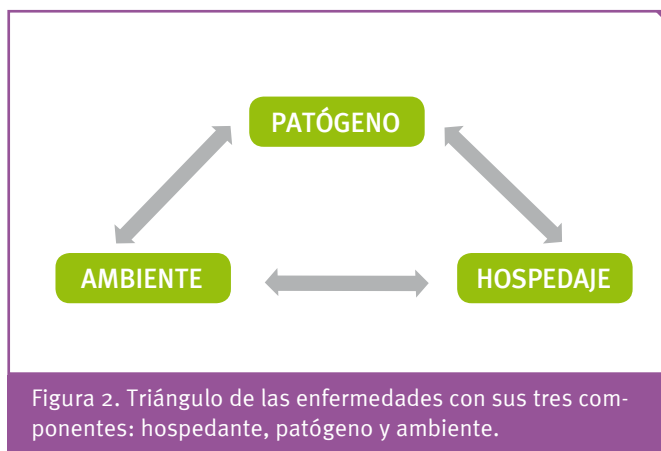 PATÓGENO
AMBIENTE
HOSPEDAJE
Figura 2. Triángulo de las enfermedades con sus tres com-
ponentes: hospedante, patógeno y ambiente.